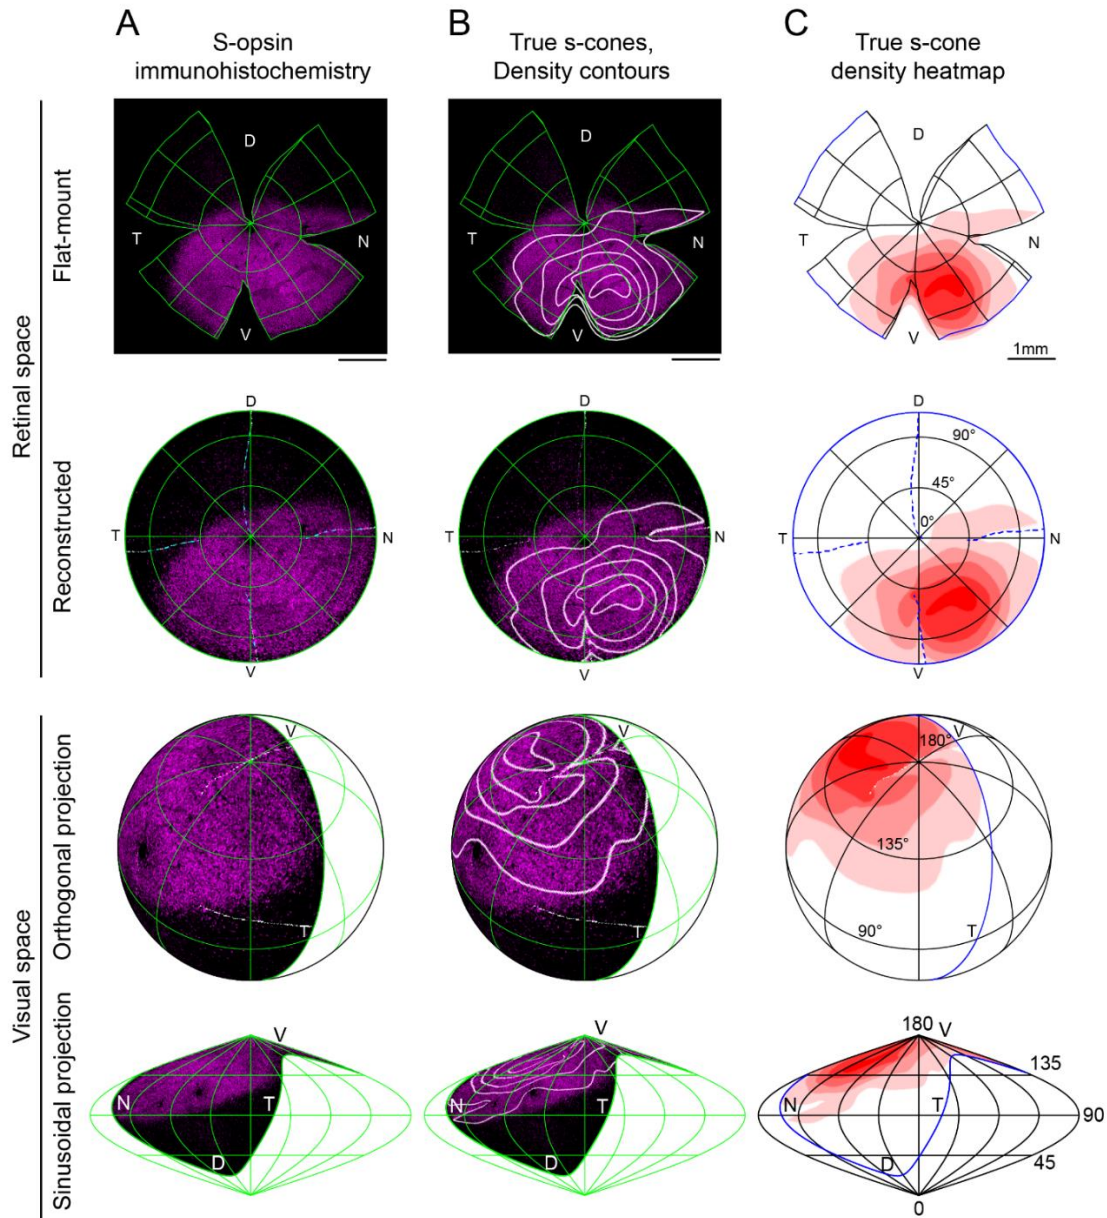 A
B
C
S-opsin
immunohistochemistry
True s-cones,
Density contours
True s-cone
density heatmap
Retinal space
Flat-mount
D
T
N
V
D
T
N
V
D
T
N
V
1mm
Reconstructed
D
T
N
V
D
T
N
V
D
90°
45°
0°
T
N
V
Visual space
Orthogonal projection
V
T
V
T
V
180°
135°
90°
T
Sinusoidal projection
V
N
T
D
V
N
T
D
180
V
135
N
T
90
D
45
0